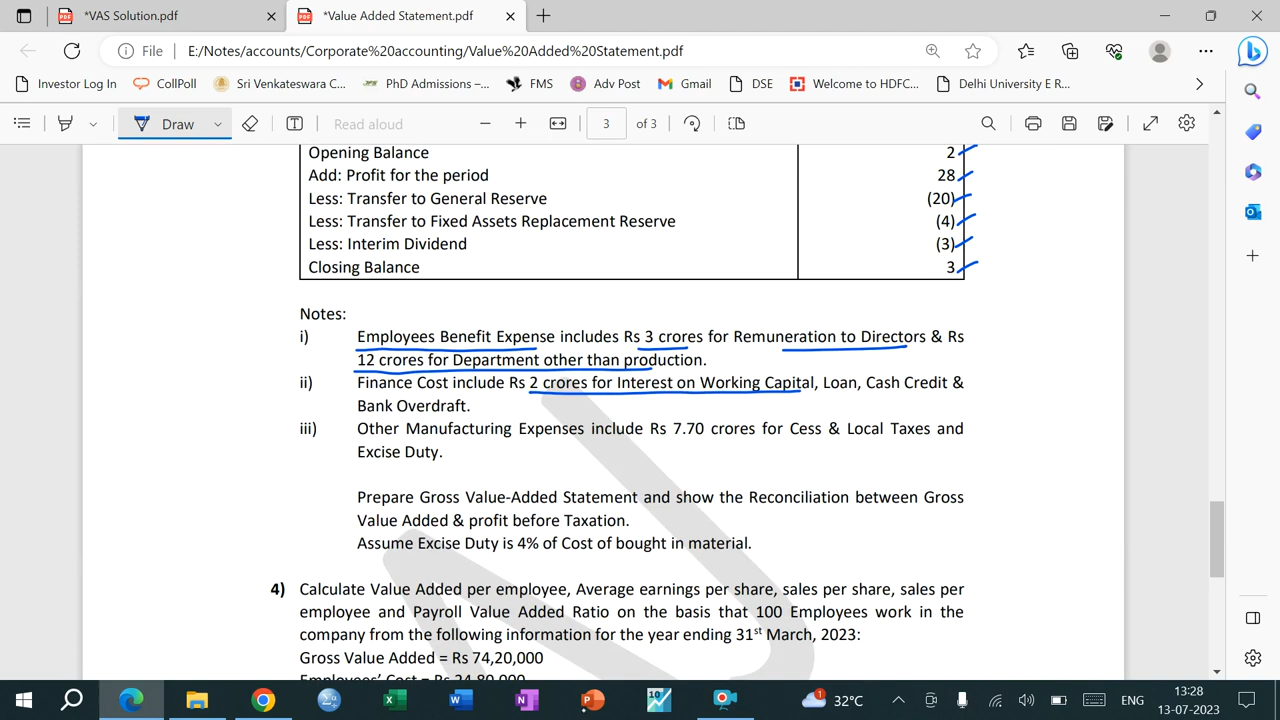 *VAS Solution.pdf
*Value Added Statement.pdf
File
E:/Notes/accounts/Corporate%20accounting/Value%20Added%20Statement.pdf
Investor Log In
CollPoll
Sri Venkateswara C...
PhD Admissions –...
FMS
Adv Post
Gmail
DSE
Welcome to HDFC...
Delhi University E R...
Draw
Read aloud
3
of 3
Opening Balance 2
Add: Profit for the period 28
Less: Transfer to General Reserve (20)
Less: Transfer to Fixed Assets Replacement Reserve (4)
Less: Interim Dividend (3)
Closing Balance 3
Notes:
i) Employees Benefit Expense includes Rs 3 crores for Remuneration to Directors & Rs
12 crores for Department other than production.
ii) Finance Cost include Rs 2 crores for Interest on Working Capital, Loan, Cash Credit &
Bank Overdraft.
iii) Other Manufacturing Expenses include Rs 7.70 crores for Cess & Local Taxes and
Excise Duty.
Prepare Gross Value-Added Statement and show the Reconciliation between Gross
Value Added & profit before Taxation.
Assume Excise Duty is 4% of Cost of bought in material.
4) Calculate Value Added per employee, Average earnings per share, sales per share, sales per
employee and Payroll Value Added Ratio on the basis that 100 Employees work in the
company from the following information for the year ending 31st March, 2023:
Gross Value Added = Rs 74,20,000
Employees' Cost = Rs 24,80,000
1
32°C
ENG
13:28
13-07-2023